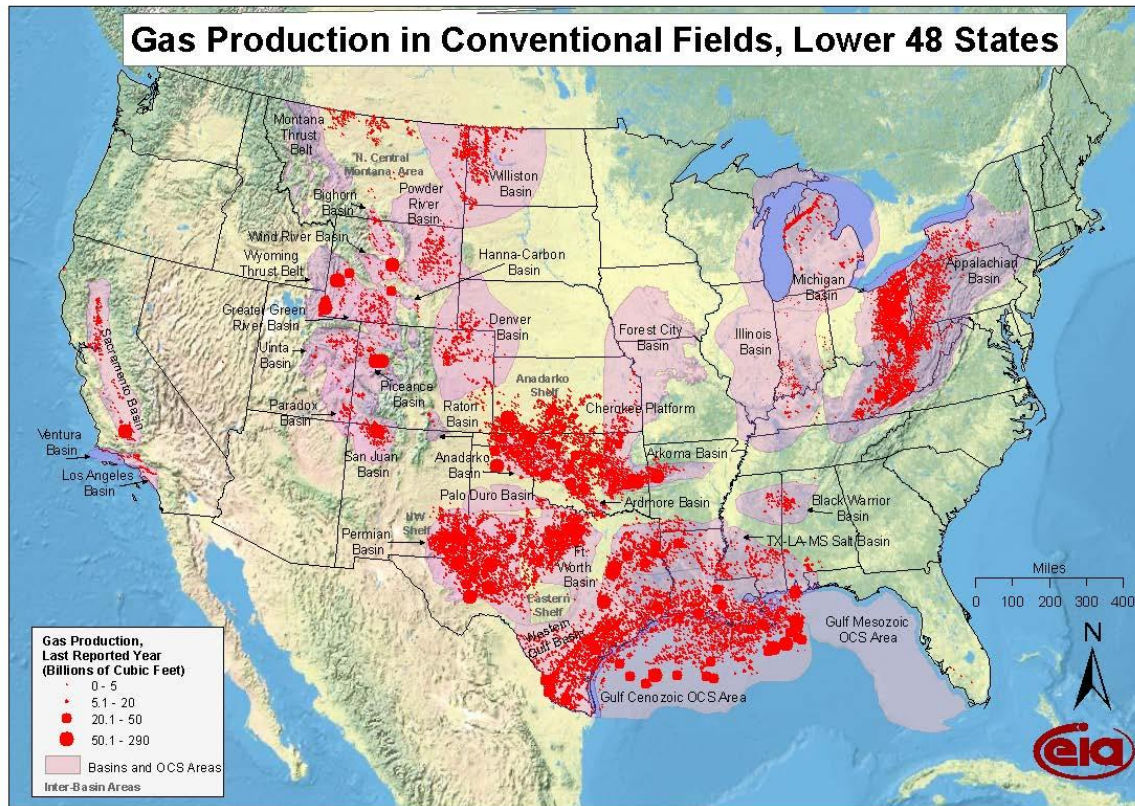 Gas Production in Conventional Fields, Lower 48 States
Montana
Thrust
Belt
N. Central
Montana Area
Williston
Basin
Powder
River
Basin
Bighorn
Basin
Wind River Basin
Wyoming
Thrust Belt
Hanna-Carbon
Basin
Michigan
Basin
Appalachian
Basin
Greater Green
River Basin
Denver
Basin
Forest City
Basin
Illinois
Basin
Uinta
Basin
Sacramento Basin
Piceance
Basin
Anadarko
Shelf
Paradox
Basin
Raton
Basin
Cherokee Platform
Ventura
Basin
San Juan
Basin
Anadarko
Basin
Arkoma Basin
Los Angeles
Basin
Palo Duro Basin
Ardmore Basin
Black Warrior
Basin
NW
Shelf
Permian
Basin
TX-LA-MS Salt Basin
Ft
Worth
Basin
Eastern
Shelf
Miles
0 100 200 300 400
Western
Gulf Basin
Gulf Mesozoic
OCS Area
N
Gulf Cenozoic OCS Area
Gas Production,
Last Reported Year
(Billions of Cubic Feet)
0 - 5
5.1 - 20
20.1 - 50
50.1 - 290
Basins and OCS Areas
Inter-Basin Areas
eia